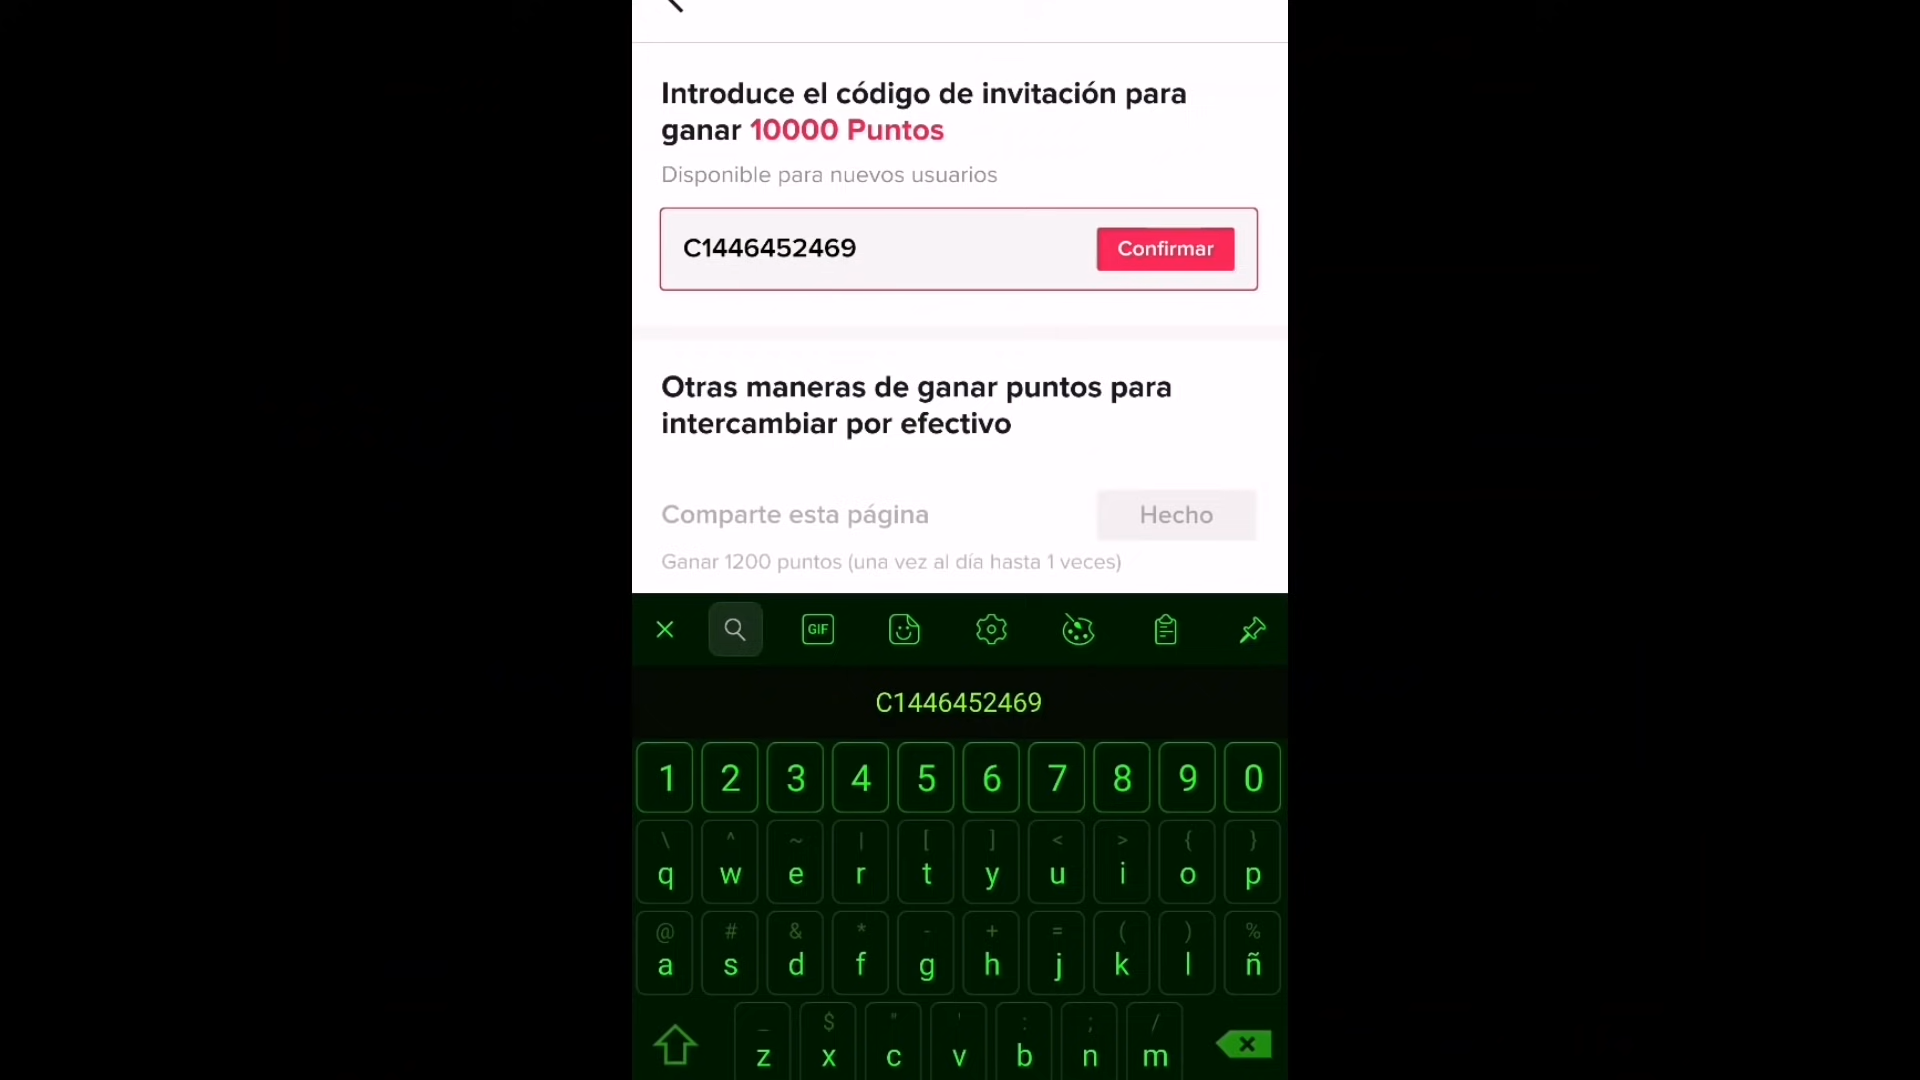 Introduce el código de invitación para
ganar 10000 Puntos
Disponible para nuevos usuarios
C1446452469 Confirmar
Otras maneras de ganar puntos para
intercambiar por efectivo
Comparte esta página Hecho
Ganar 1200 puntos (una vez al día hasta 1 veces)
GIF
C1446452469
1 2 3 4 5 6 7 8 9 0
\ ^ ~ | [ ] < > { }
q w e r t y u i o p
@ # & * - + = ( ) %
a s d f g h j k l ñ
_ $ " ' : ; /
z x c v b n m